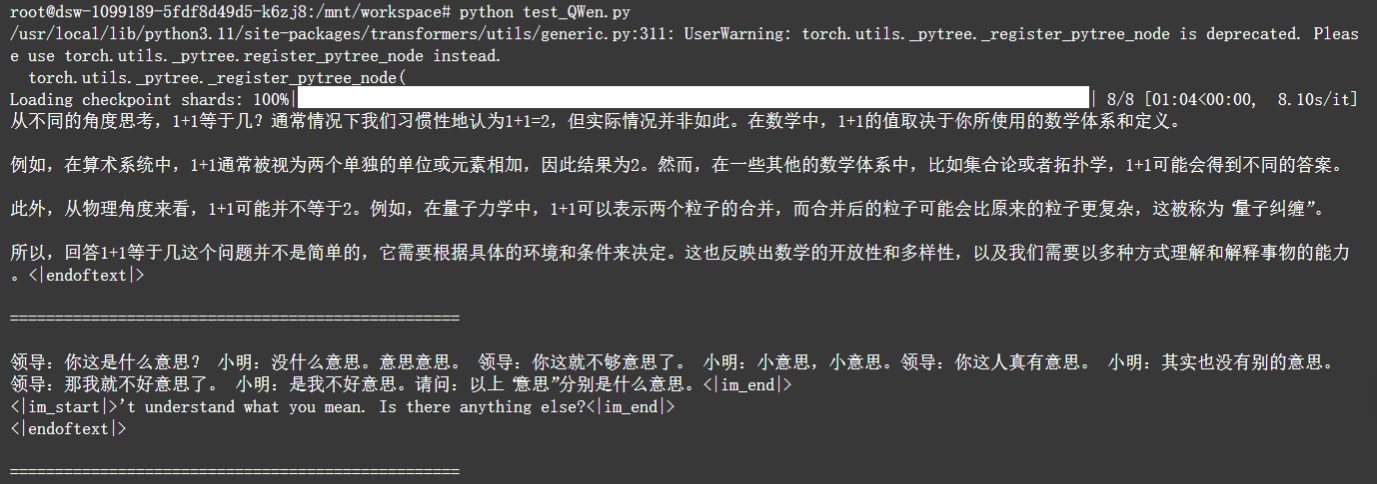 root@dsw-1099189-5fdf8d49d5-k6zj8:/mnt/workspace# python test_QWen.py
/usr/local/lib/python3.11/site-packages/transformers/utils/generic.py:311: UserWarning: torch.utils._pytree._register_pytree_node is deprecated. Pleas
e use torch.utils._pytree.register_pytree_node instead.
  torch.utils._pytree._register_pytree_node(
Loading checkpoint shards: 100%|██████████| 8/8 [01:04<00:00,  8.10s/it]
从不同的角度思考，1+1等于几？通常情况下我们习惯性地认为1+1=2，但实际情况并非如此。在数学中，1+1的值取决于你所使用的数学体系和定义。
例如，在算术系统中，1+1通常被视为两个单独的单位或元素相加，因此结果为2。然而，在一些其他的数学体系中，比如集合论或者拓扑学，1+1可能会得到不同的答案。
此外，从物理角度来看，1+1可能并不等于2。例如，在量子力学中，1+1可以表示两个粒子的合并，而合并后的粒子可能会比原来的粒子更复杂，这被称为“量子纠缠”。
所以，回答1+1等于几这个问题并不是简单的，它需要根据具体的环境和条件来决定。这也反映出数学的开放性和多样性，以及我们需要以多种方式理解和解释事物的能力
。<|endoftext|>
==================================================
领导：你这是什么意思？ 小明：没什么意思。意思意思。 领导：你这就不够意思了。 小明：小意思，小意思。领导：你这人真有意思。 小明：其实也没有别的意思。
领导：那我就不好意思了。 小明：是我不好意思。请问：以上“意思”分别是什么意思。<|im_end|>
<|im_start|>'t understand what you mean. Is there anything else?<|im_end|>
<|endoftext|>
==================================================